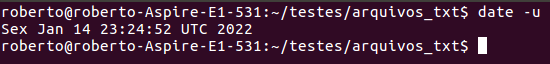 roberto@roberto-Aspire-E1-531:~/testes/arquivos_txt$ date -u
Sex Jan 14 23:24:52 UTC 2022
roberto@roberto-Aspire-E1-531:~/testes/arquivos_txt$